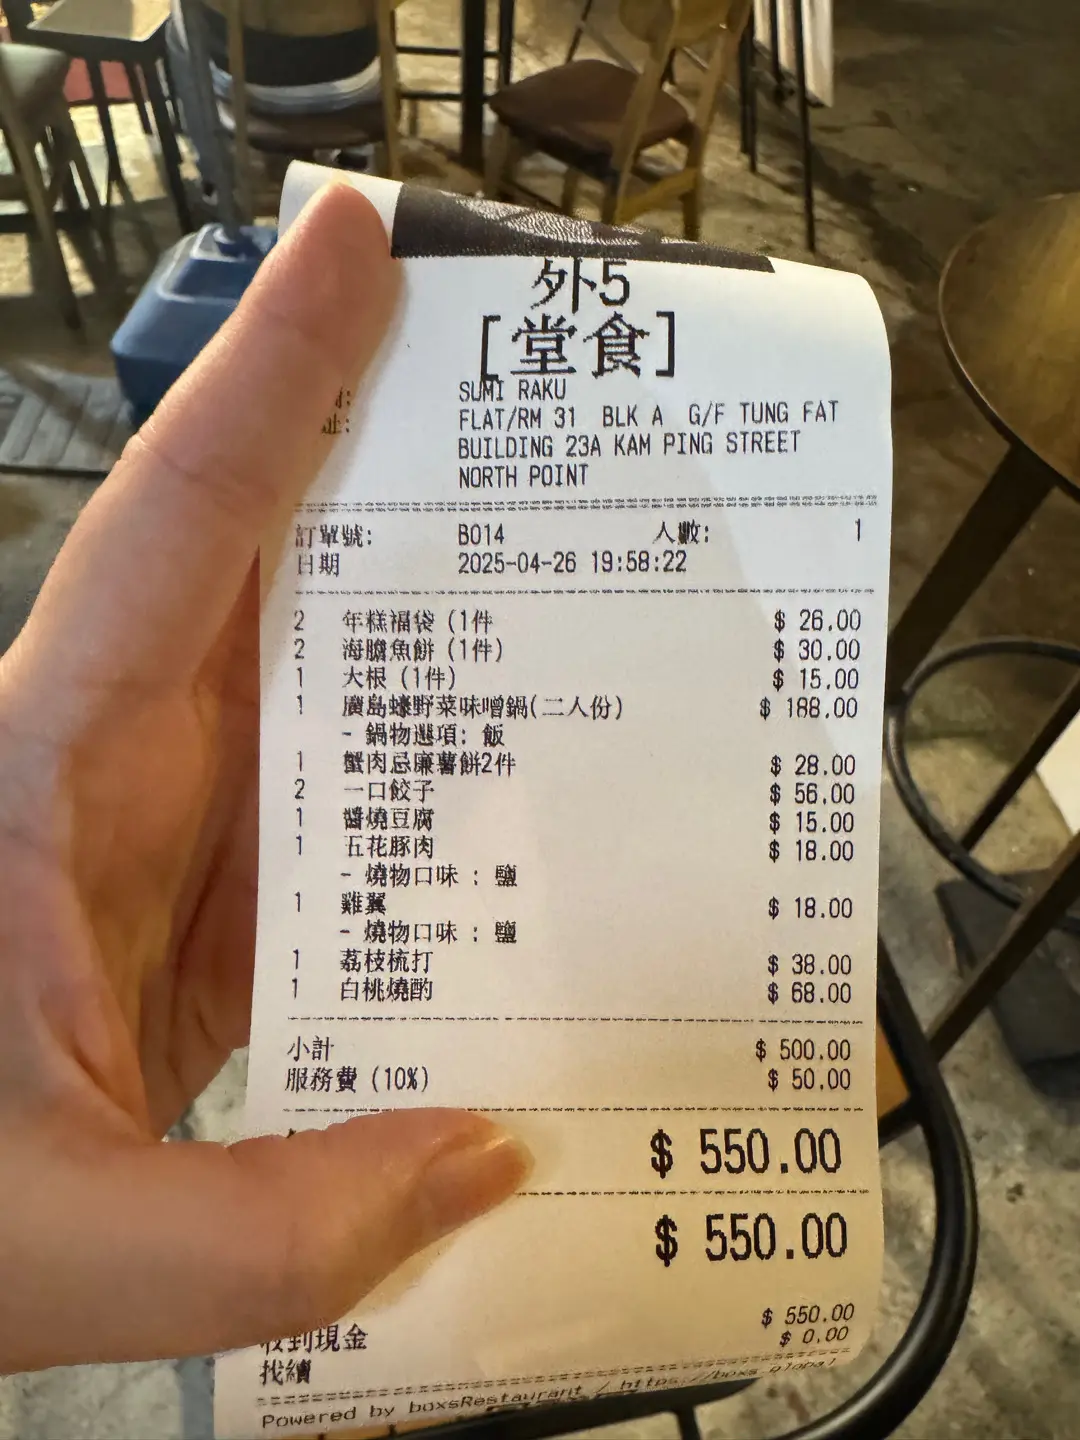 外5
[堂食]
SUMI RAKU
址: FLAT/RM 31 BLK A G/F TUNG FAT
BUILDING 23A KAM PING STREET
NORTH POINT
訂單號: B014 人數: 1
日期 2025-04-26 19:58:22
2 年糕福袋 (1件 $ 26.00
2 海膽魚餅 (1件) $ 30.00
1 大根 (1件) $ 15.00
1 廣島蠔野菜味噌鍋(二人份) $ 188.00
- 鍋物選項: 飯
1 蟹肉忌廉薯餅2件 $ 28.00
2 一口餃子 $ 56.00
1 醬燒豆腐 $ 15.00
1 五花豚肉 $ 18.00
- 燒物口味 : 鹽
1 雞翼 $ 18.00
- 燒物口味 : 鹽
1 荔枝梳打 $ 38.00
1 白桃燒酌 $ 68.00
小計 $ 500.00
服務費 (10%) $ 50.00
$ 550.00
$ 550.00
收到現金 $ 550.00
找續 $ 0.00
Powered by boxsRestaurant / https://boxs.global